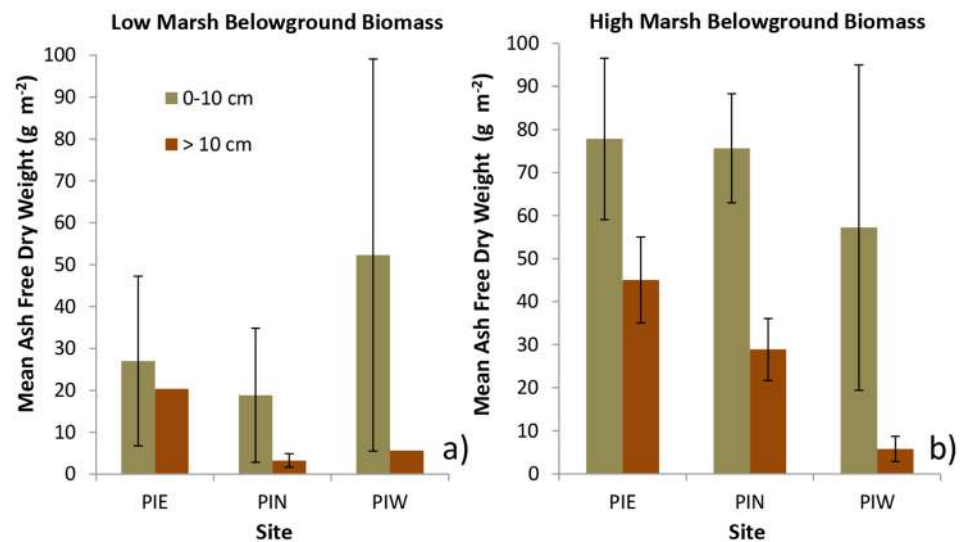 Low Marsh Belowground Biomass
Mean Ash Free Dry Weight (g m⁻²)
100
90
80
70
60
50
40
30
20
10
0
0-10 cm
> 10 cm
a)
PIE PIN PIW
Site
High Marsh Belowground Biomass
Mean Ash Free Dry Weight (g m⁻²)
100
90
80
70
60
50
40
30
20
10
0
b)
PIE PIN PIW
Site